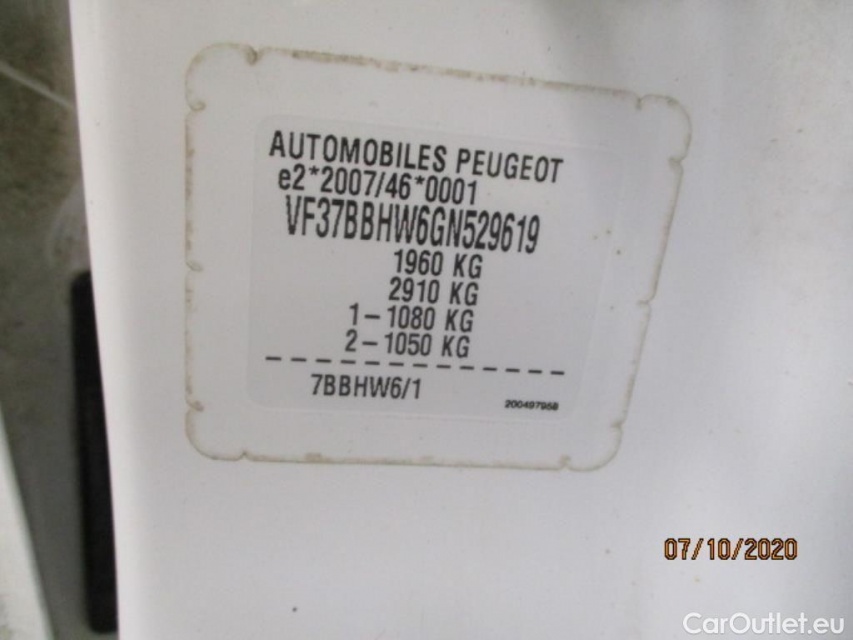 AUTOMOBILES PEUGEOT
e2*2007/46*0001
VF37BBHW6GN529619
1960 KG
2910 KG
1-1080 KG
2-1050 KG
7BBHW6/1
200497958
07/10/2020
CarOutlet.eu